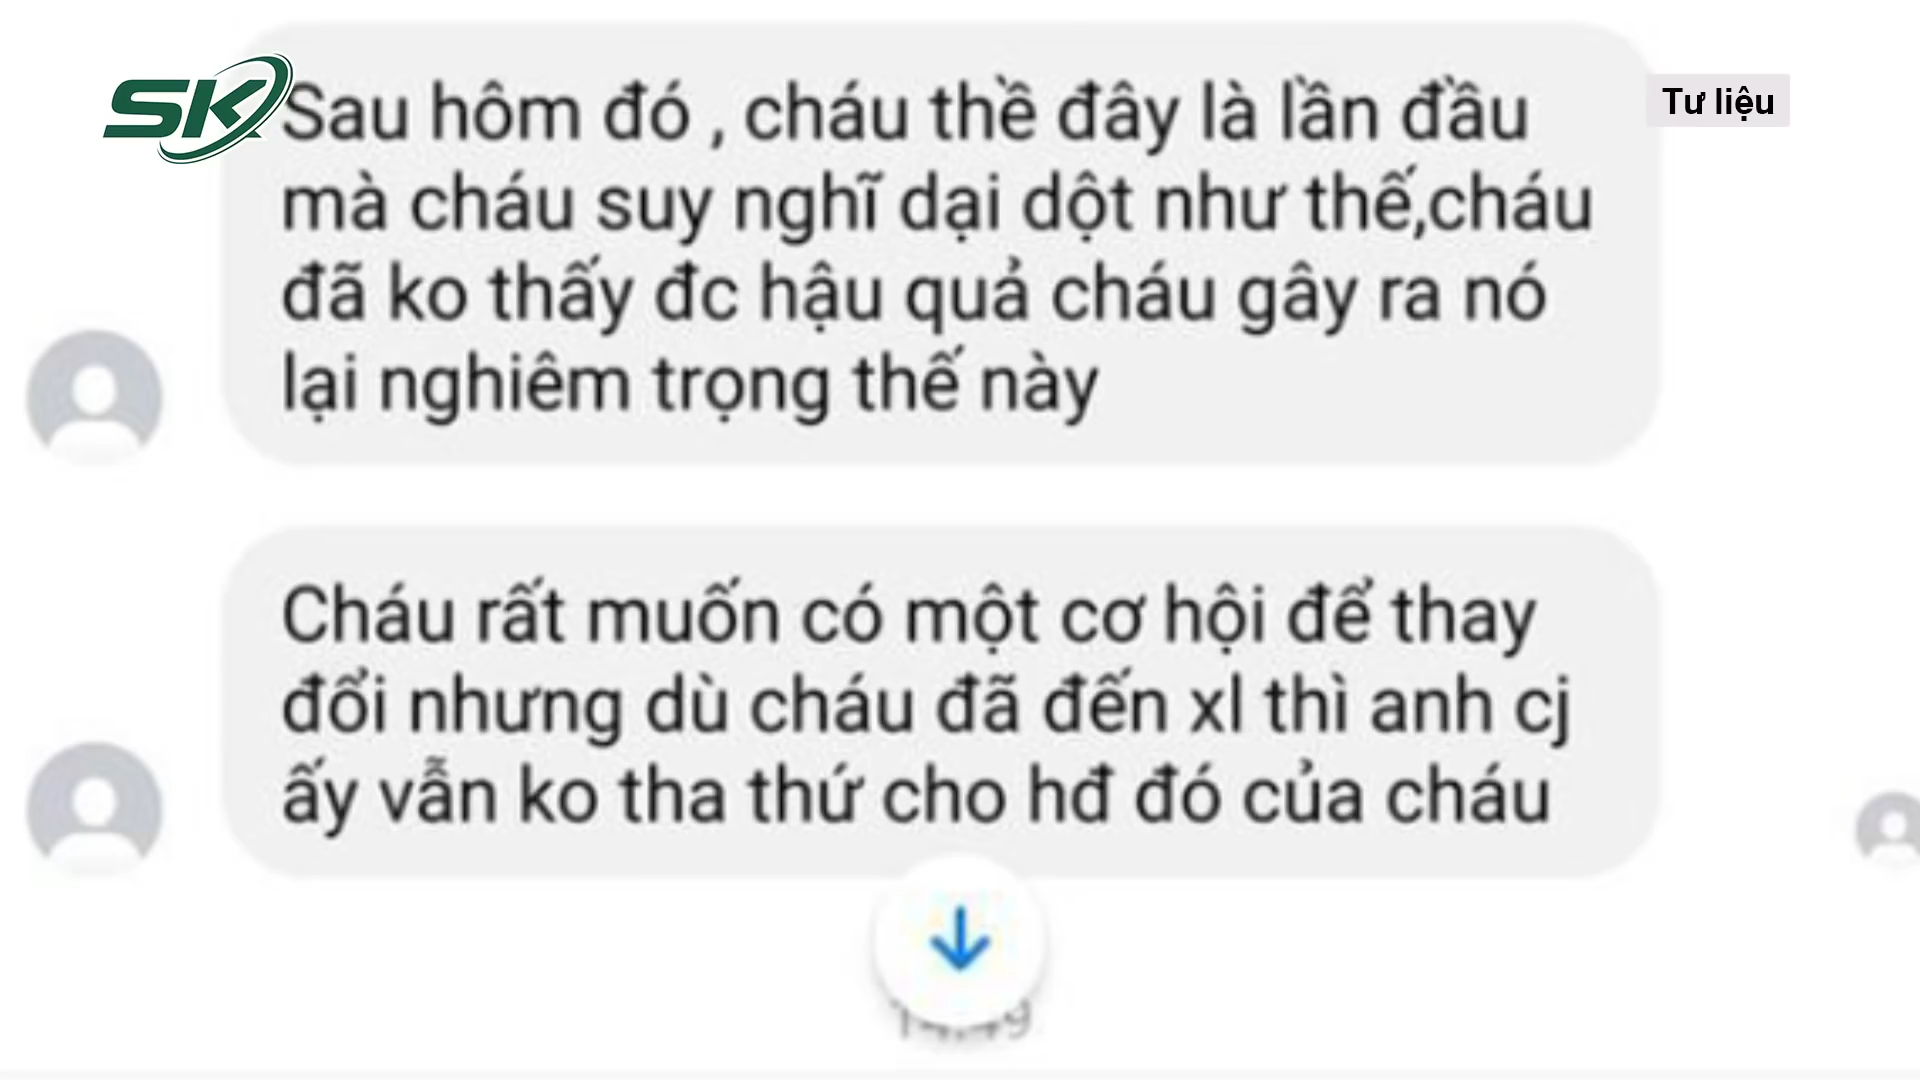 SK
Tư liệu
Sau hôm đó , cháu thề đây là lần đầu
mà cháu suy nghĩ dại dột như thế,cháu
đã ko thấy đc hậu quả cháu gây ra nó
lại nghiêm trọng thế này
Cháu rất muốn có một cơ hội để thay
đổi nhưng dù cháu đã đến xl thì anh cj
ấy vẫn ko tha thứ cho hđ đó của cháu